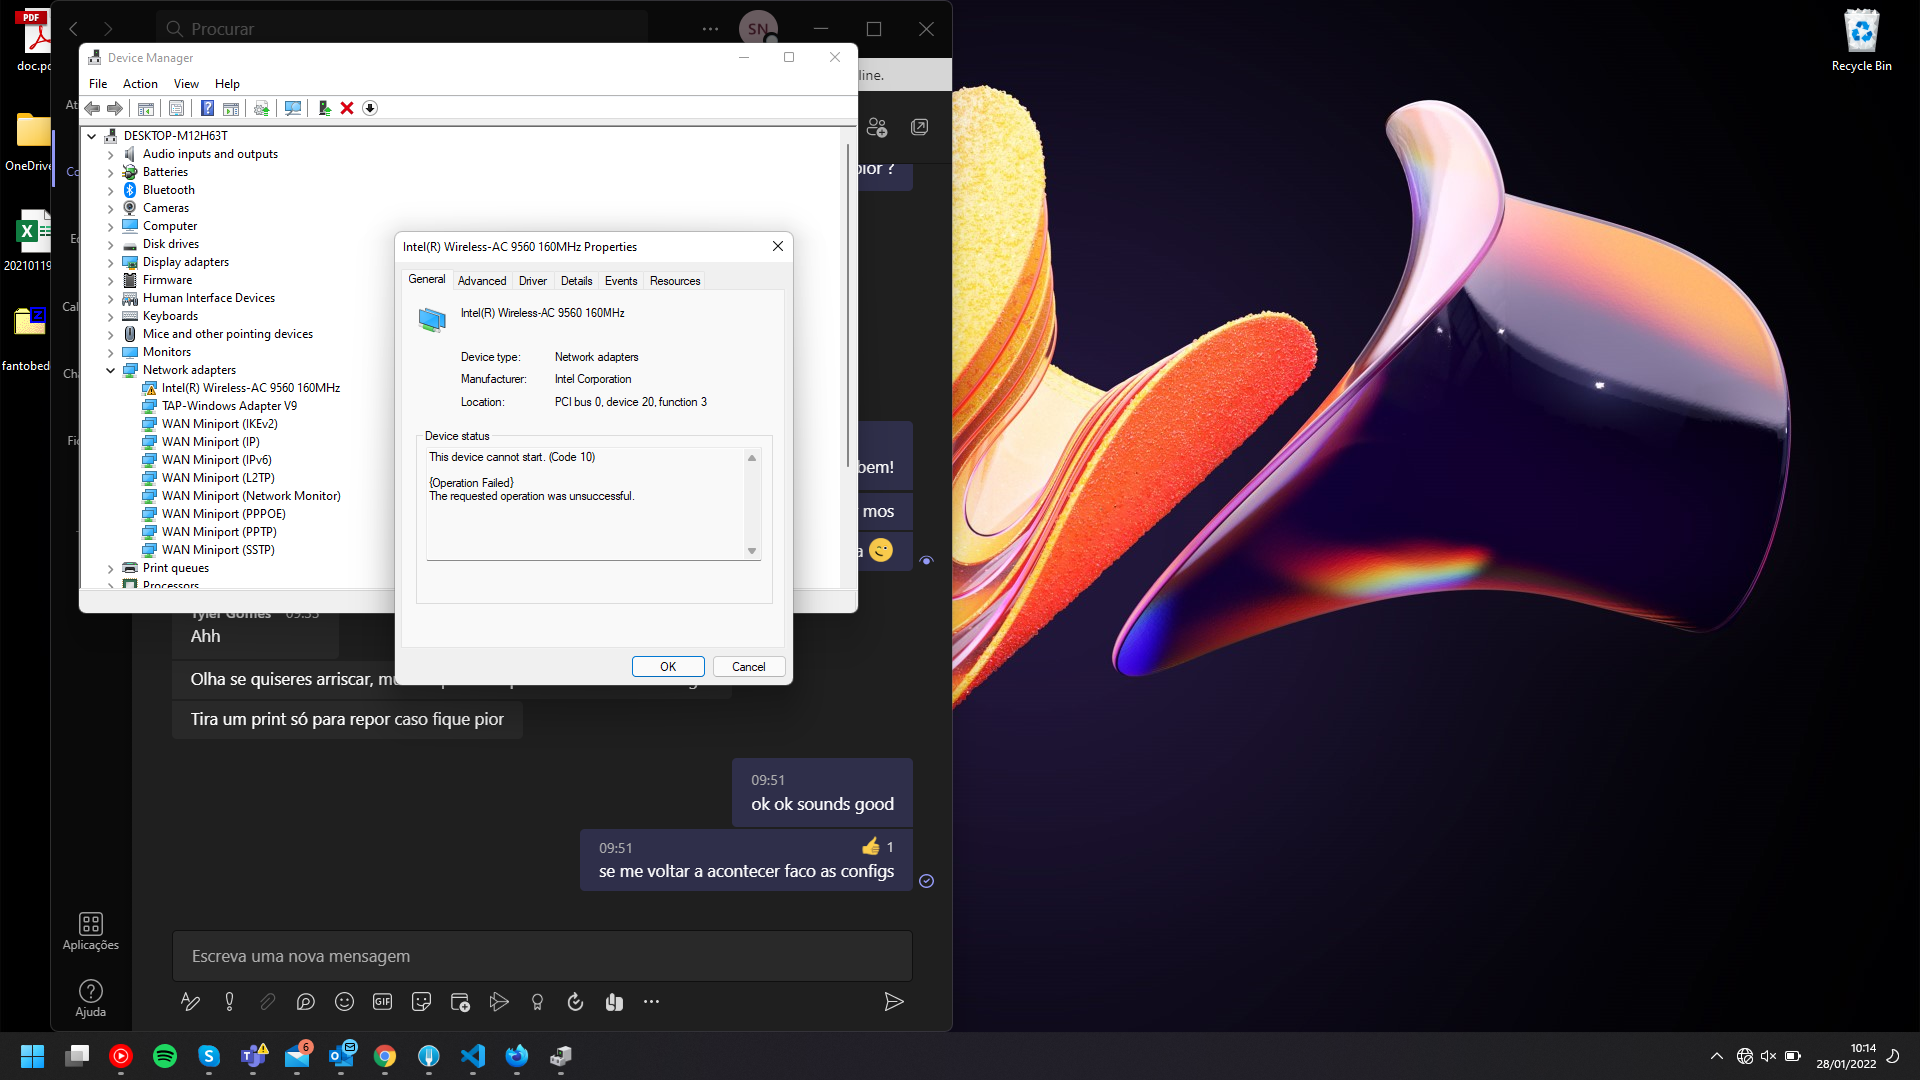 Procurar
SN
Device Manager
File Action View Help
line.
DESKTOP-M12H63T
Audio inputs and outputs
Batteries
Bluetooth
Cameras
Computer
Disk drives
Display adapters
Firmware
Human Interface Devices
Keyboards
Mice and other pointing devices
Monitors
Network adapters
Intel(R) Wireless-AC 9560 160MHz
TAP-Windows Adapter V9
WAN Miniport (IKEv2)
WAN Miniport (IP)
WAN Miniport (IPv6)
WAN Miniport (L2TP)
WAN Miniport (Network Monitor)
WAN Miniport (PPPOE)
WAN Miniport (PPTP)
WAN Miniport (SSTP)
Print queues
Processors
Intel(R) Wireless-AC 9560 160MHz Properties
General Advanced Driver Details Events Resources
Intel(R) Wireless-AC 9560 160MHz
Device type: Network adapters
Manufacturer: Intel Corporation
Location: PCI bus 0, device 20, function 3
Device status
This device cannot start. (Code 10)
{Operation Failed}
The requested operation was unsuccessful.
OK Cancel
bem!
mos
a 😉
Tyler Gomes 09:35
Ahh
Olha se quiseres arriscar,
Tira um print só para repor caso fique pior
09:51
ok ok sounds good
09:51 👍 1
se me voltar a acontecer faco as configs
Escreva uma nova mensagem
GIF
Aplicações
Ajuda
PDF
OneDrive
20210119
fantobed
Recycle Bin
6
10:14
28/01/2022